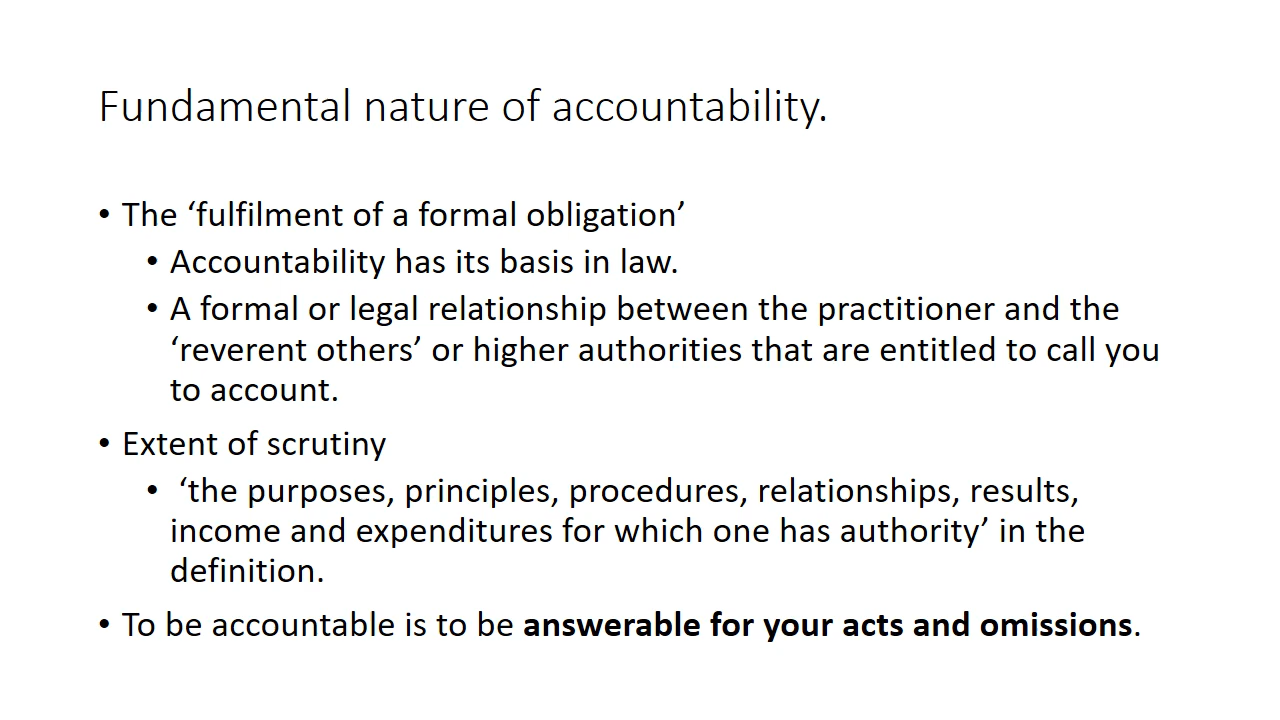 Fundamental nature of accountability.
• The ‘fulfilment of a formal obligation’
• Accountability has its basis in law.
• A formal or legal relationship between the practitioner and the
‘reverent others’ or higher authorities that are entitled to call you
to account.
• Extent of scrutiny
• ‘the purposes, principles, procedures, relationships, results,
income and expenditures for which one has authority’ in the
definition.
• To be accountable is to be answerable for your acts and omissions.